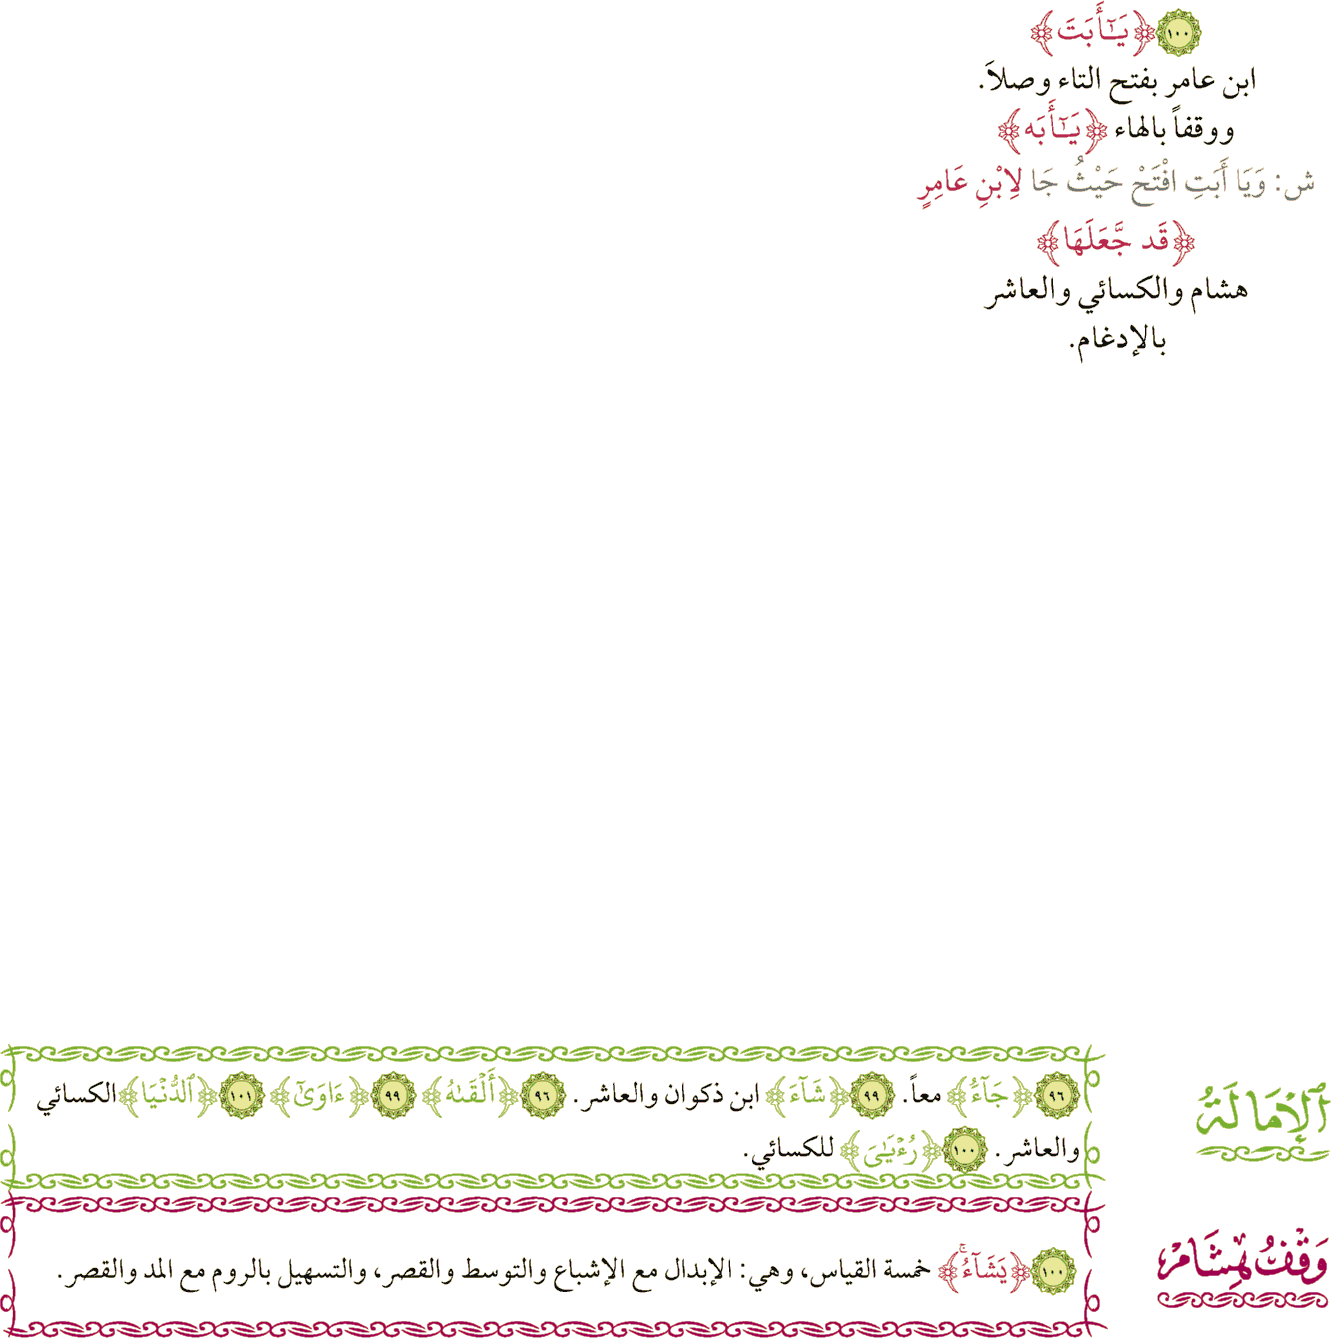 ١٠٠ ﴿يَـٰٓأَبَتَ﴾
ابن عامر بفتح التاء وصلاً.
ووقفاً بالهاء ﴿يَـٰٓأَبَه﴾
ش: وَيَا أَبَتِ افْتَحْ حَيْثُ جَا لِابْنِ عَامِرٍ
﴿قَد جَّعَلَهَا﴾
هشام والكسائي والعاشر
بالإدغام.
ٱلْإِمَالَةُ
٩٦ ﴿جَآءُ﴾ معاً. ٩٩ ﴿شَآءَ﴾ ابن ذكوان والعاشر. ٩٦ ﴿أَلْقَىٰهُ﴾ ٩٩ ﴿ءَاوَىٰٓ﴾ ١٠١ ﴿ٱلدُّنْيَا﴾ الكسائي
والعاشر. ١٠٠ ﴿رُءْيَـٰىَ﴾ للكسائي.
وَقْفُ هِشَامْ
١٠٠ ﴿يَشَآءُ ۚ﴾ خمسة القياس، وهي: الإبدال مع الإشباع والتوسط والقصر، والتسهيل بالروم مع المد والقصر.